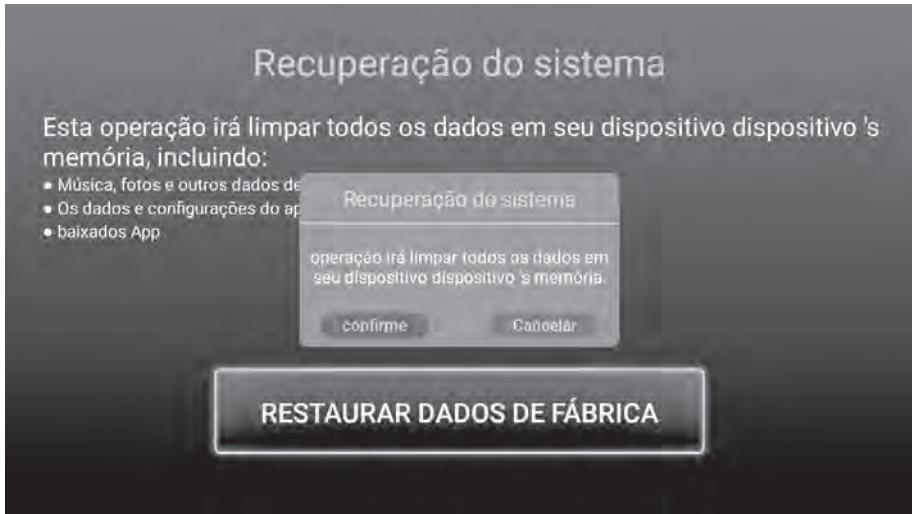 Recuperação do sistema
Esta operação irá limpar todos os dados em seu dispositivo dispositivo 's
memória, incluindo:
• Música, fotos e outros dados de
• Os dados e configurações do ap
• baixados App
Recuperação do sistema
operação irá limpar todos os dados em
seu dispositivo dispositivo 's memória.
confirme Cancelar
RESTAURAR DADOS DE FÁBRICA